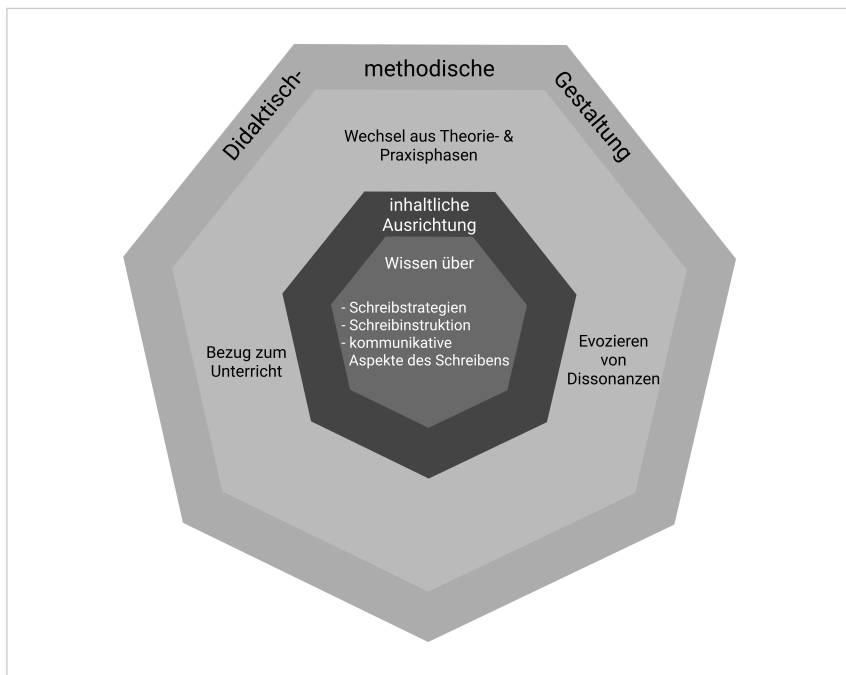 Didaktisch-
methodische
Gestaltung
Wechsel aus Theorie- &
Praxisphasen
inhaltliche
Ausrichtung
Wissen über
- Schreibstrategien
- Schreibinstruktion
- kommunikative
Aspekte des Schreibens
Bezug zum
Unterricht
Evozieren
von
Dissonanzen